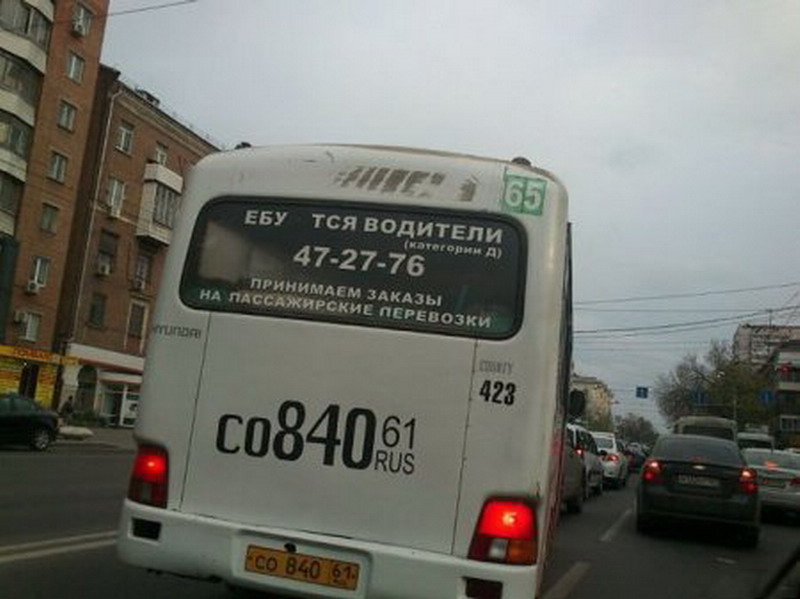 65
ЕБУ ТСЯ ВОДИТЕЛИ
(категории Д)
47-27-76
ПРИНИМАЕМ ЗАКАЗЫ
НА ПАССАЖИРСКИЕ ПЕРЕВОЗКИ
HYUNDAI
COUNTY
423
со840 61
RUS
СО 840 61